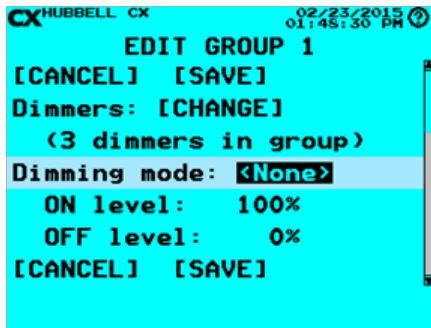 CX HUBBELL CX 02/23/2015 ?
01:48:30 PM
EDIT GROUP 1
[CANCEL] [SAVE]
Dimmers: [CHANGE]
(3 dimmers in group)
Dimming mode: <None>
ON level: 100%
OFF level: 0%
[CANCEL] [SAVE]